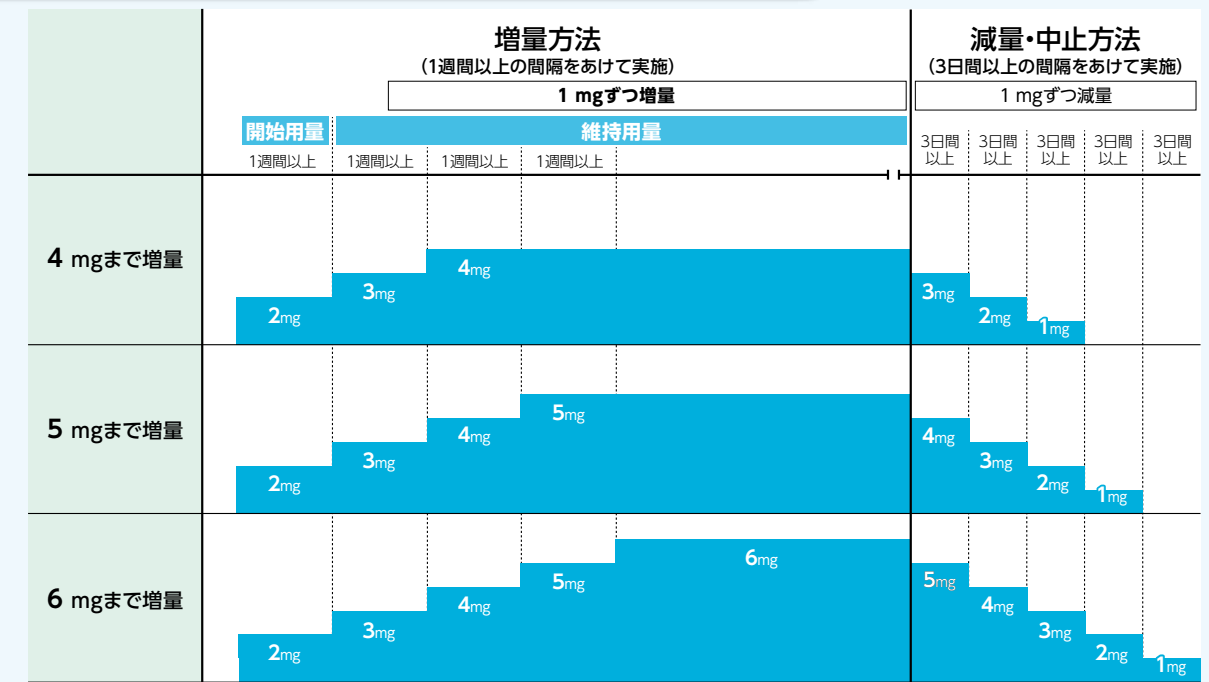 増量方法
(1週間以上の間隔をあけて実施)
1 mgずつ増量
開始用量
維持用量
1週間以上
1週間以上
1週間以上
1週間以上
減量・中止方法
(3日間以上の間隔をあけて実施)
1 mgずつ減量
3日間
以上
3日間
以上
3日間
以上
3日間
以上
3日間
以上
4 mgまで増量
2mg
3mg
4mg
3mg
2mg
1mg
5 mgまで増量
2mg
3mg
4mg
5mg
4mg
3mg
2mg
1mg
6 mgまで増量
2mg
3mg
4mg
5mg
6mg
5mg
4mg
3mg
2mg
1mg